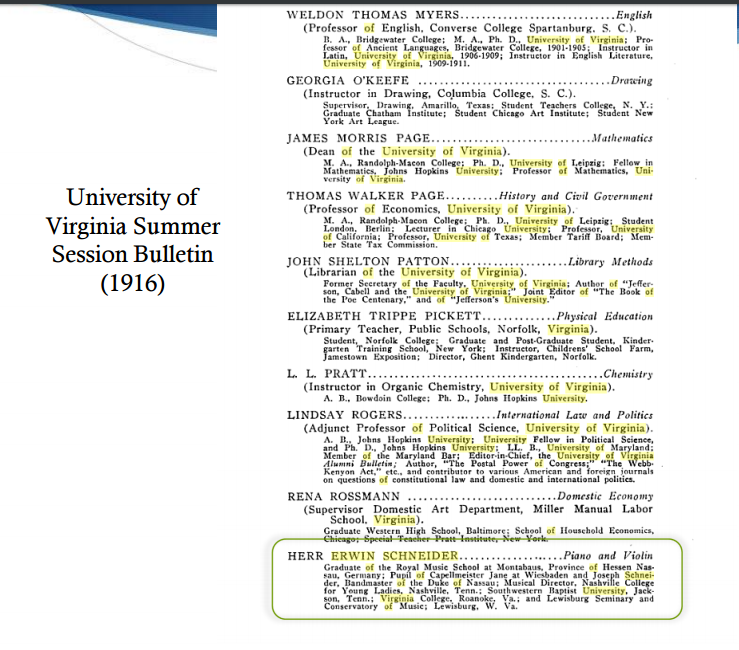 University of
Virginia Summer
Session Bulletin
(1916)
WELDON THOMAS MYERS............................English
(Professor of English, Converse College Spartanburg, S. C.).
B. A., Bridgewater College; M. A., Ph. D., University of Virginia; Pro-
fessor of Ancient Languages, Bridgewater College, 1901-1905; Instructor in
Latin, University of Virginia, 1906-1909; Instructor in English Literature,
University of Virginia, 1909-1911.
GEORGIA O'KEEFE .............................Drawing
(Instructor in Drawing, Columbia College, S. C.).
Supervisor, Drawing, Amarillo, Texas; Student Teachers College, N. Y.;
Graduate Chatham Institute; Student Chicago Art Institute; Student New
York Art League.
JAMES MORRIS PAGE.............................Mathematics
(Dean of the University of Virginia).
M. A., Randolph-Macon College; Ph. D., University of Leipzig; Fellow in
Mathematics, Johns Hopkins University; Professor of Mathematics, Uni-
versity of Virginia.
THOMAS WALKER PAGE..........History and Civil Government
(Professor of Economics, University of Virginia).
M. A., Randolph-Macon College; Ph. D., University of Leipzig; Student
London, Berlin; Lecturer in Chicago University; Professor, University
of California; Professor, University of Texas; Member Tariff Board; Mem-
ber State Tax Commission.
JOHN SHELTON PATTON.....................Library Methods
(Librarian of the University of Virginia).
Former Secretary of the Faculty, University of Virginia; Author of "Jeffer-
son, Cabell and the University of Virginia;" Joint Editor of "The Book of
the Poe Centenary," and of "Jefferson's University."
ELIZABETH TRIPPE PICKETT.............Physical Education
(Primary Teacher, Public Schools, Norfolk, Virginia).
Student, Norfolk College; Graduate and Post-Graduate Student, Kinder-
garten Training School, New York; Instructor, Childrens' School Farm,
Jamestown Exposition; Director, Ghent Kindergarten, Norfolk.
L. L. PRATT..........................................Chemistry
(Instructor in Organic Chemistry, University of Virginia).
A. B., Bowdoin College; Ph. D., Johns Hopkins University.
LINDSAY ROGERS................International Law and Politics
(Adjunct Professor of Political Science, University of Virginia).
A. B., Johns Hopkins University; University Fellow in Political Science,
and Ph. D., Johns Hopkins University; LL. B., University of Maryland;
Member of the Maryland Bar; Editor-in-Chief, the University of Virginia
Alumni Bulletin; Author, "The Postal Power of Congress;" "The Webb-
Kenyon Act," etc., and contributor to various American and foreign journals
on questions of constitutional law and domestic and international politics.
RENA ROSSMANN ..........................Domestic Economy
(Supervisor Domestic Art Department, Miller Manual Labor
School, Virginia).
Graduate Western High School, Baltimore; School of Household Economics,
Chicago; Special Teacher Pratt Institute, New York.
HERR ERWIN SCHNEIDER..................Piano and Violin
Graduate of the Royal Music School at Montabaus, Province of Hessen Nas-
sau, Germany; Pupil of Capellmeister Jane at Wiesbaden and Joseph Schnei-
der, Bandmaster of the Duke of Nassau; Musical Director, Nashville College
for Young Ladies, Nashville, Tenn.; Southwestern Baptist University, Jack-
son, Tenn.; Virginia College, Roanoke, Va.; and Lewisburg Seminary and
Conservatory of Music; Lewisburg, W. Va.